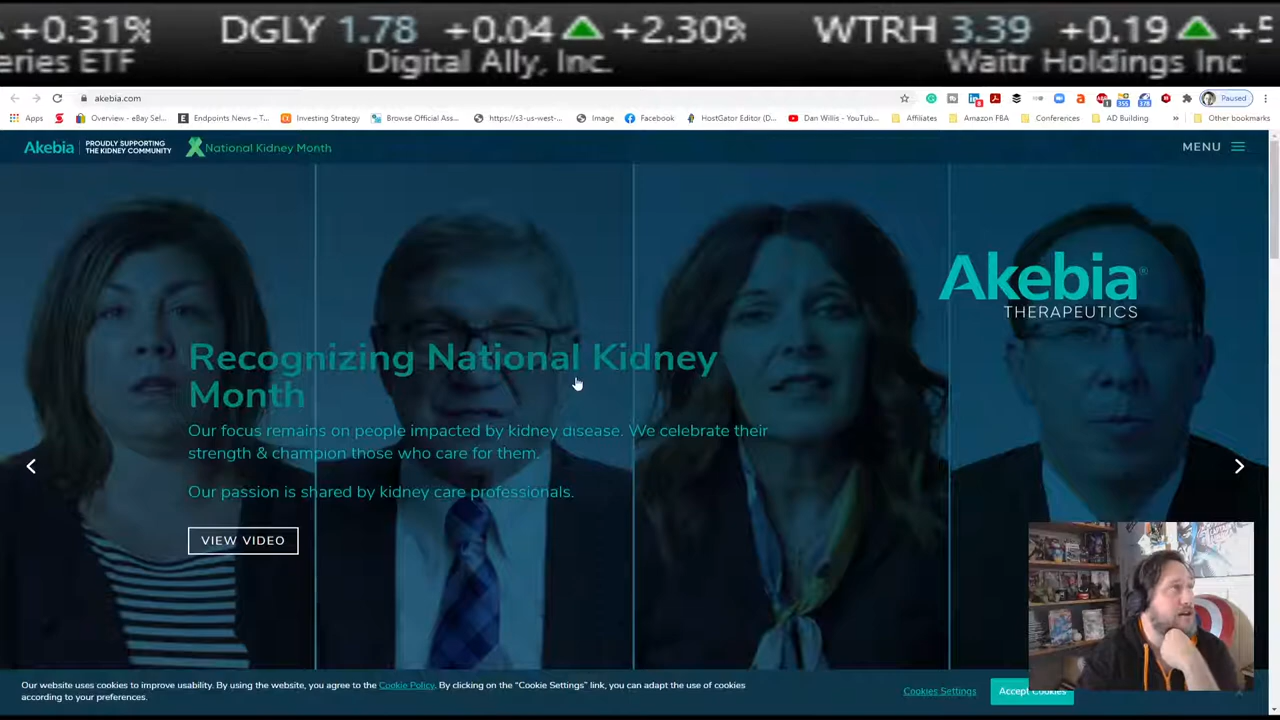 +0.31% DGLY 1.78 +0.04 +2.30% WTRH 3.39 +0.19 +5
eries ETF Digital Ally, Inc. Waitr Holdings Inc
akebia.com Paused
Apps Overview - eBay Sel... Endpoints News – T... Investing Strategy Browse Official Ass... https://s3-us-west-... Image Facebook HostGator Editor (D... Dan Willis - YouTub... Affiliates Amazon FBA Conferences AD Building » Other bookmarks
Akebia PROUDLY SUPPORTING THE KIDNEY COMMUNITY National Kidney Month MENU
Akebia®
THERAPEUTICS
Recognizing National Kidney
Month
Our focus remains on people impacted by kidney disease. We celebrate their
strength & champion those who care for them.
Our passion is shared by kidney care professionals.
VIEW VIDEO
Our website uses cookies to improve usability. By using the website, you agree to the Cookie Policy. By clicking on the “Cookie Settings” link, you can adapt the use of cookies
according to your preferences.
Cookies Settings Accept Cookies